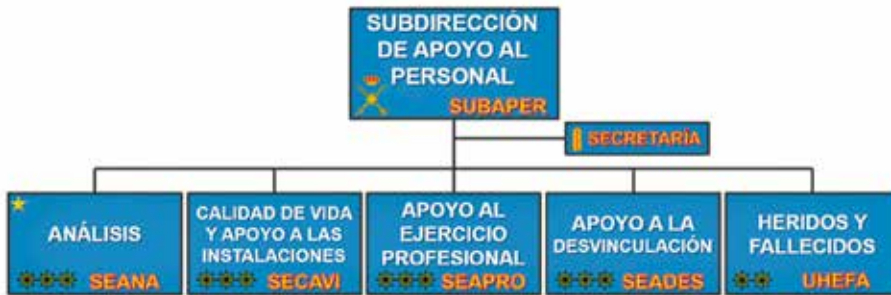 SUBDIRECCIÓN
DE APOYO AL
PERSONAL
SUBAPER
SECRETARÍA
ANÁLISIS
SEANA
CALIDAD DE VIDA
Y APOYO A LAS
INSTALACIONES
SECAVI
APOYO AL
EJERCICIO
PROFESIONAL
SEAPRO
APOYO A LA
DESVINCULACIÓN
SEADES
HERIDOS Y
FALLECIDOS
UHEFA